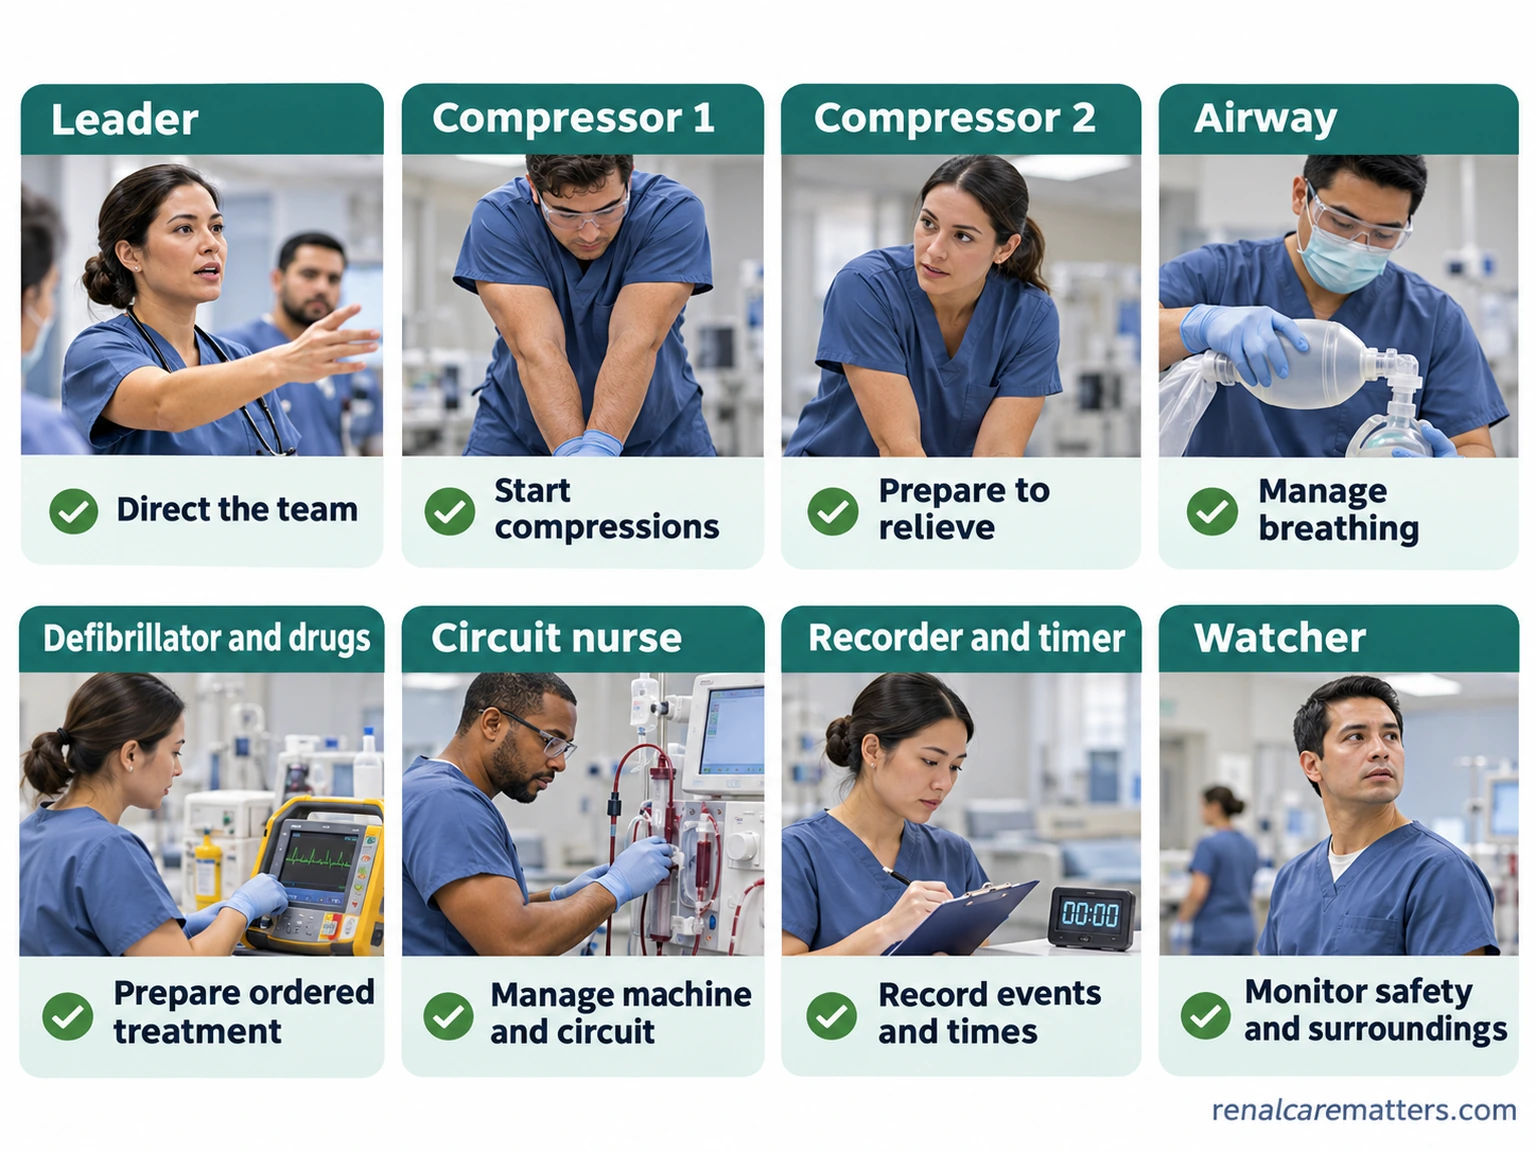 Leader
Compressor 1
Compressor 2
Airway
Direct the team
Start
compressions
Prepare to
relieve
Manage
breathing
Defibrillator and drugs
Circuit nurse
Recorder and timer
Watcher
00:00
Prepare ordered
treatment
Manage machine
and circuit
Record events
and times
Monitor safety
and surroundings
renalcarematters.com